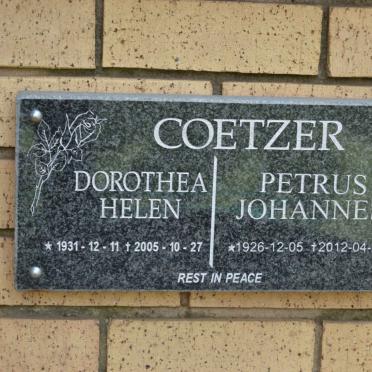 COETZER
DOROTHEA PETRUS
HELEN JOHANNE
★ 1931 - 12 - 11 † 2005 - 10 - 27 ★1926-12-05 †2012-04-
REST IN PEACE